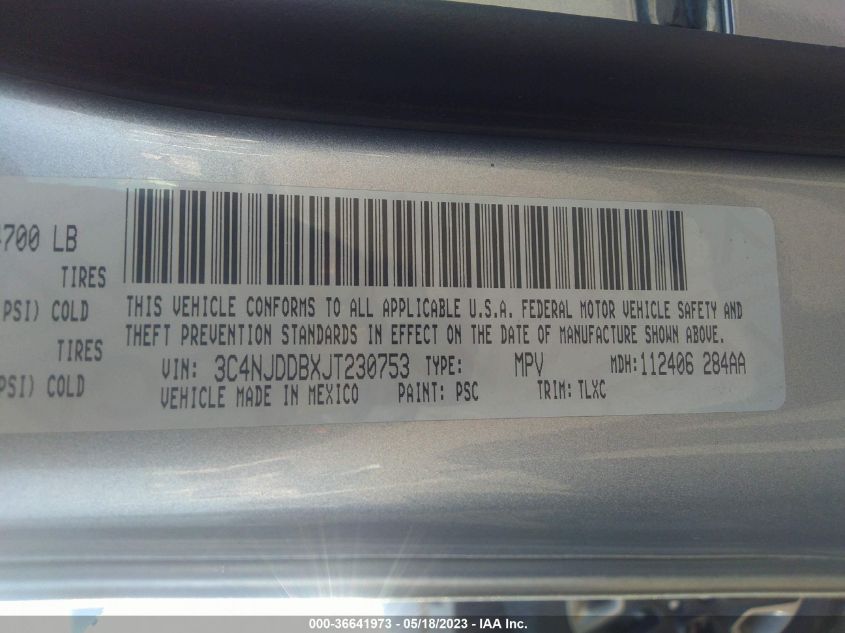 4700 LB
TIRES
PSI) COLD
TIRES
PSI) COLD
THIS VEHICLE CONFORMS TO ALL APPLICABLE U.S.A. FEDERAL MOTOR VEHICLE SAFETY AND
THEFT PREVENTION STANDARDS IN EFFECT ON THE DATE OF MANUFACTURE SHOWN ABOVE.
VIN: 3C4NJDDBXJT230753 TYPE: MPV MDH:112406 284AA
VEHICLE MADE IN MEXICO PAINT: PSC TRIM: TLXC
000-36641973 - 05/18/2023 - IAA Inc.